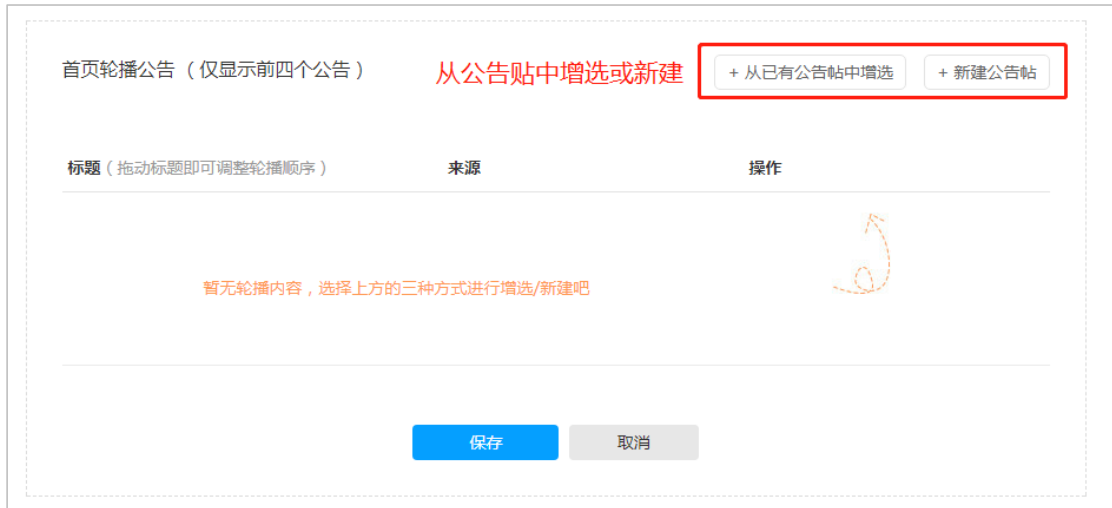 首页轮播公告 （仅显示前四个公告） 从公告贴中增选或新建 + 从已有公告帖中增选 + 新建公告帖
标题（拖动标题即可调整轮播顺序） 来源 操作
暂无轮播内容，选择上方的三种方式进行增选/新建吧
保存 取消